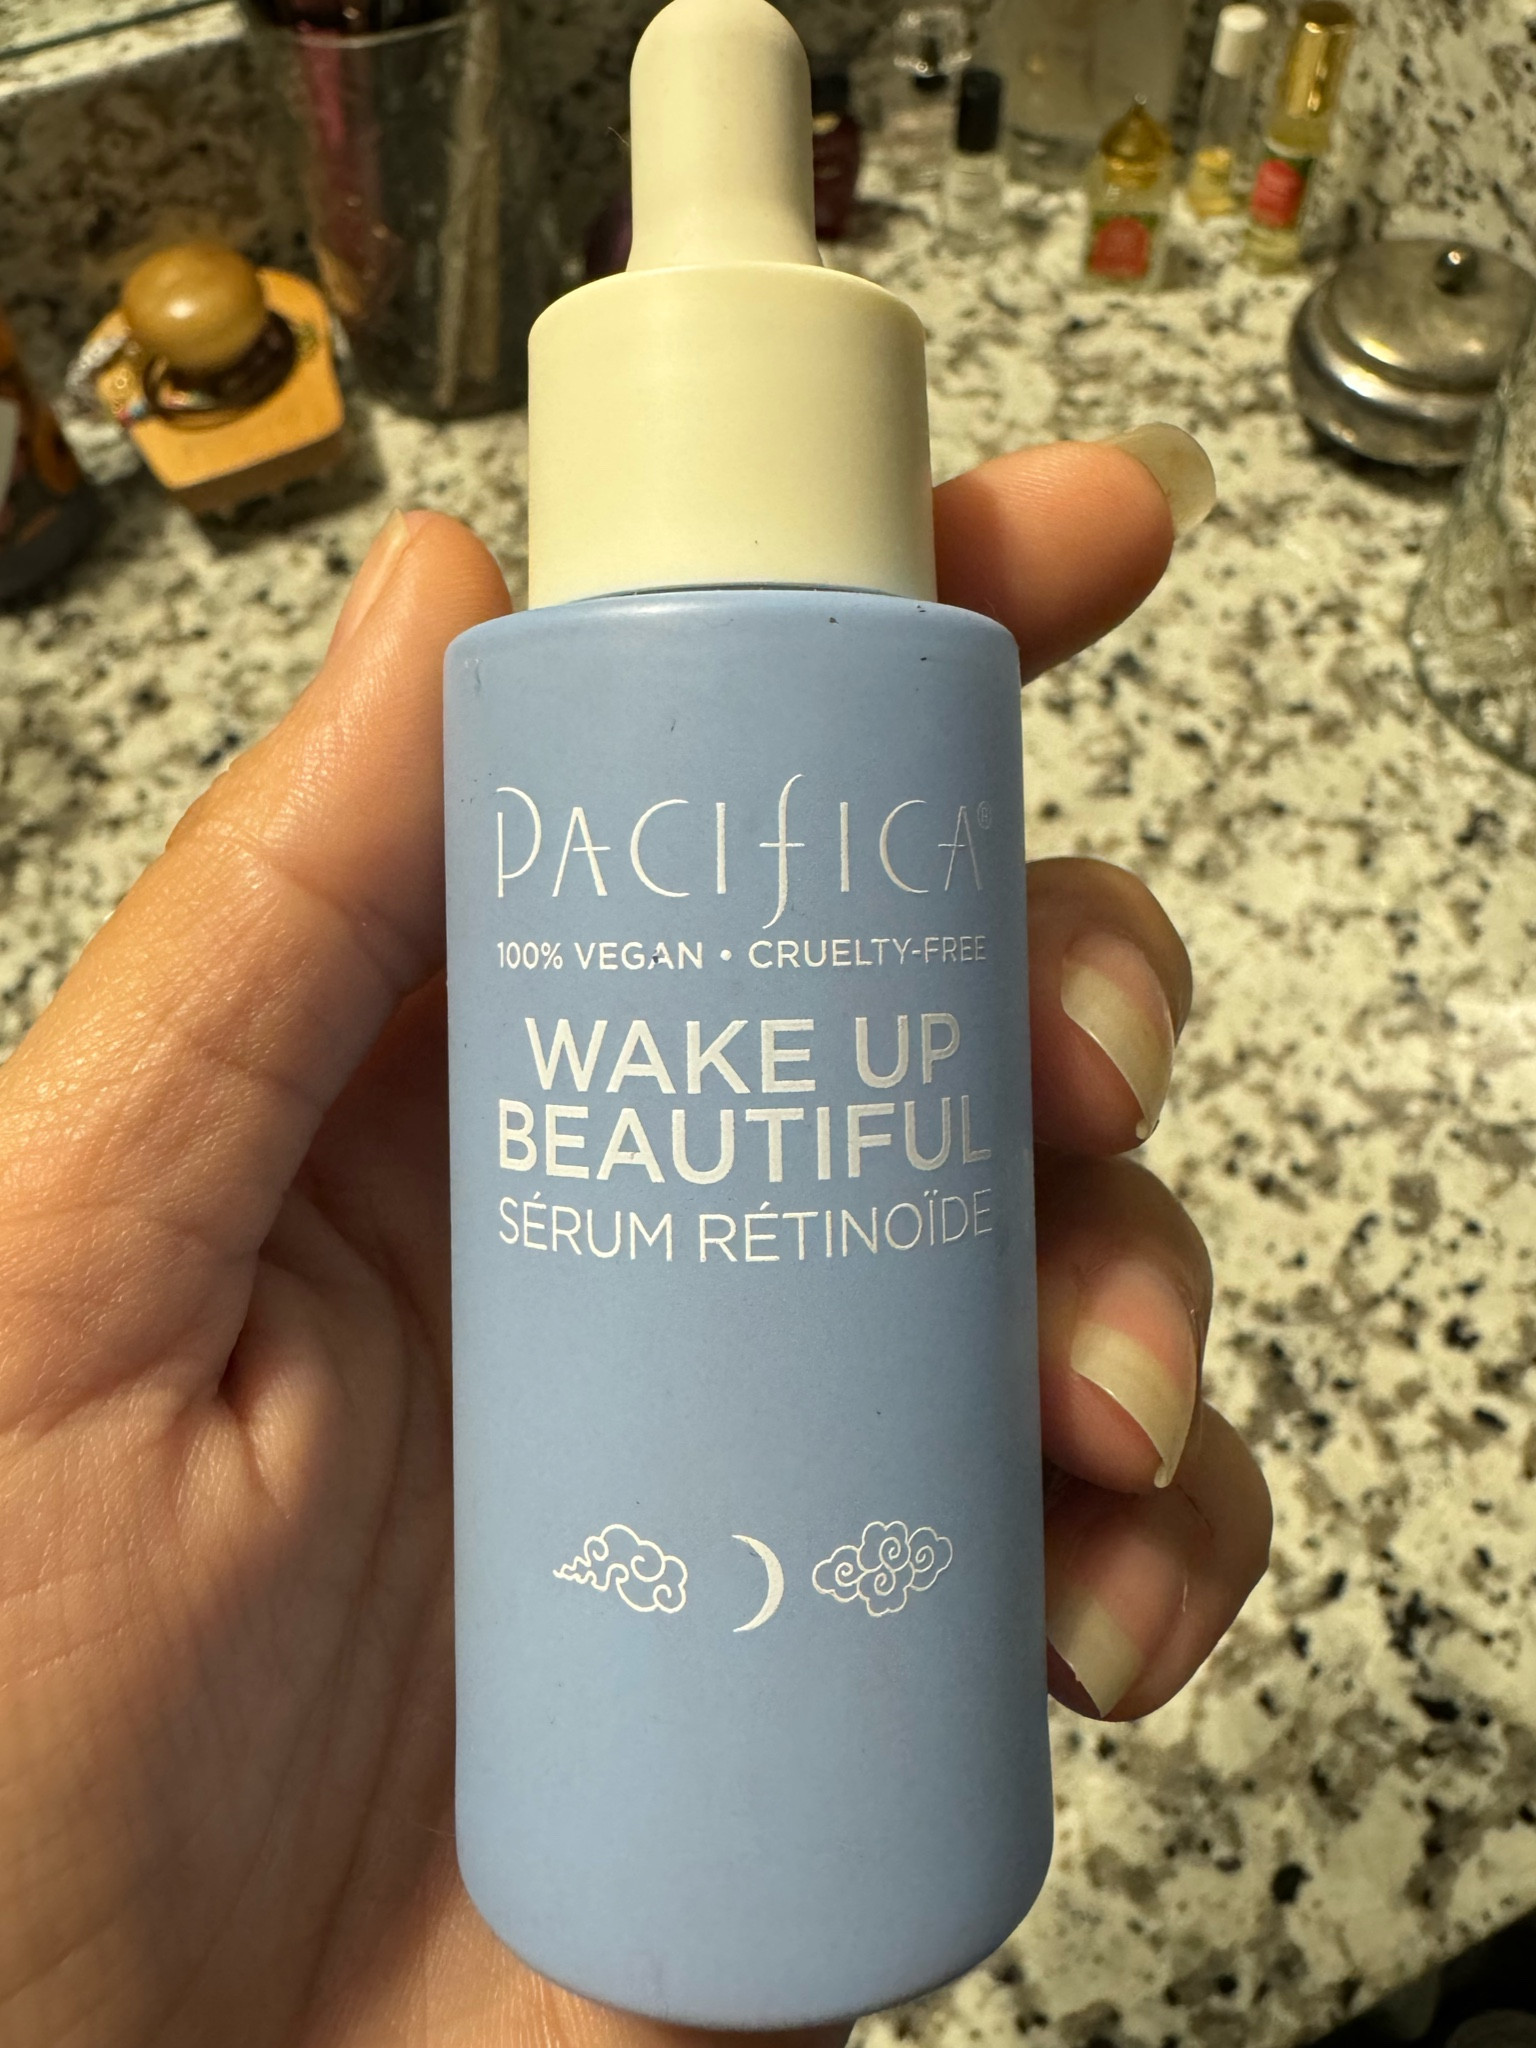 PACIFICA®
100% VEGAN • CRUELTY-FREE
WAKE UP
BEAUTIFUL
SÉRUM RÉTINOÏDE